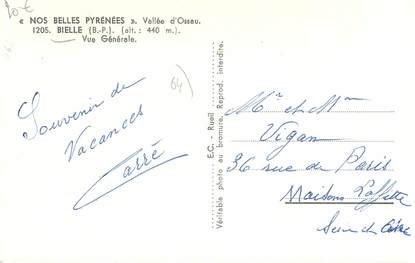 20€
« NOS BELLES PYRÉNÉES ». Vallée d'Ossau.
1205. BIELLE (B.-P.). (alt. : 440 m.).
Vue Générale.
64)
Souvenir de
Vacances
Carré
E.C. Rueil
Véritable photo au bromure. Reprod. interdite.
Mr et Mme
Vigan
36 rue de Paris
Maisons Laffitte
Seine et Oise